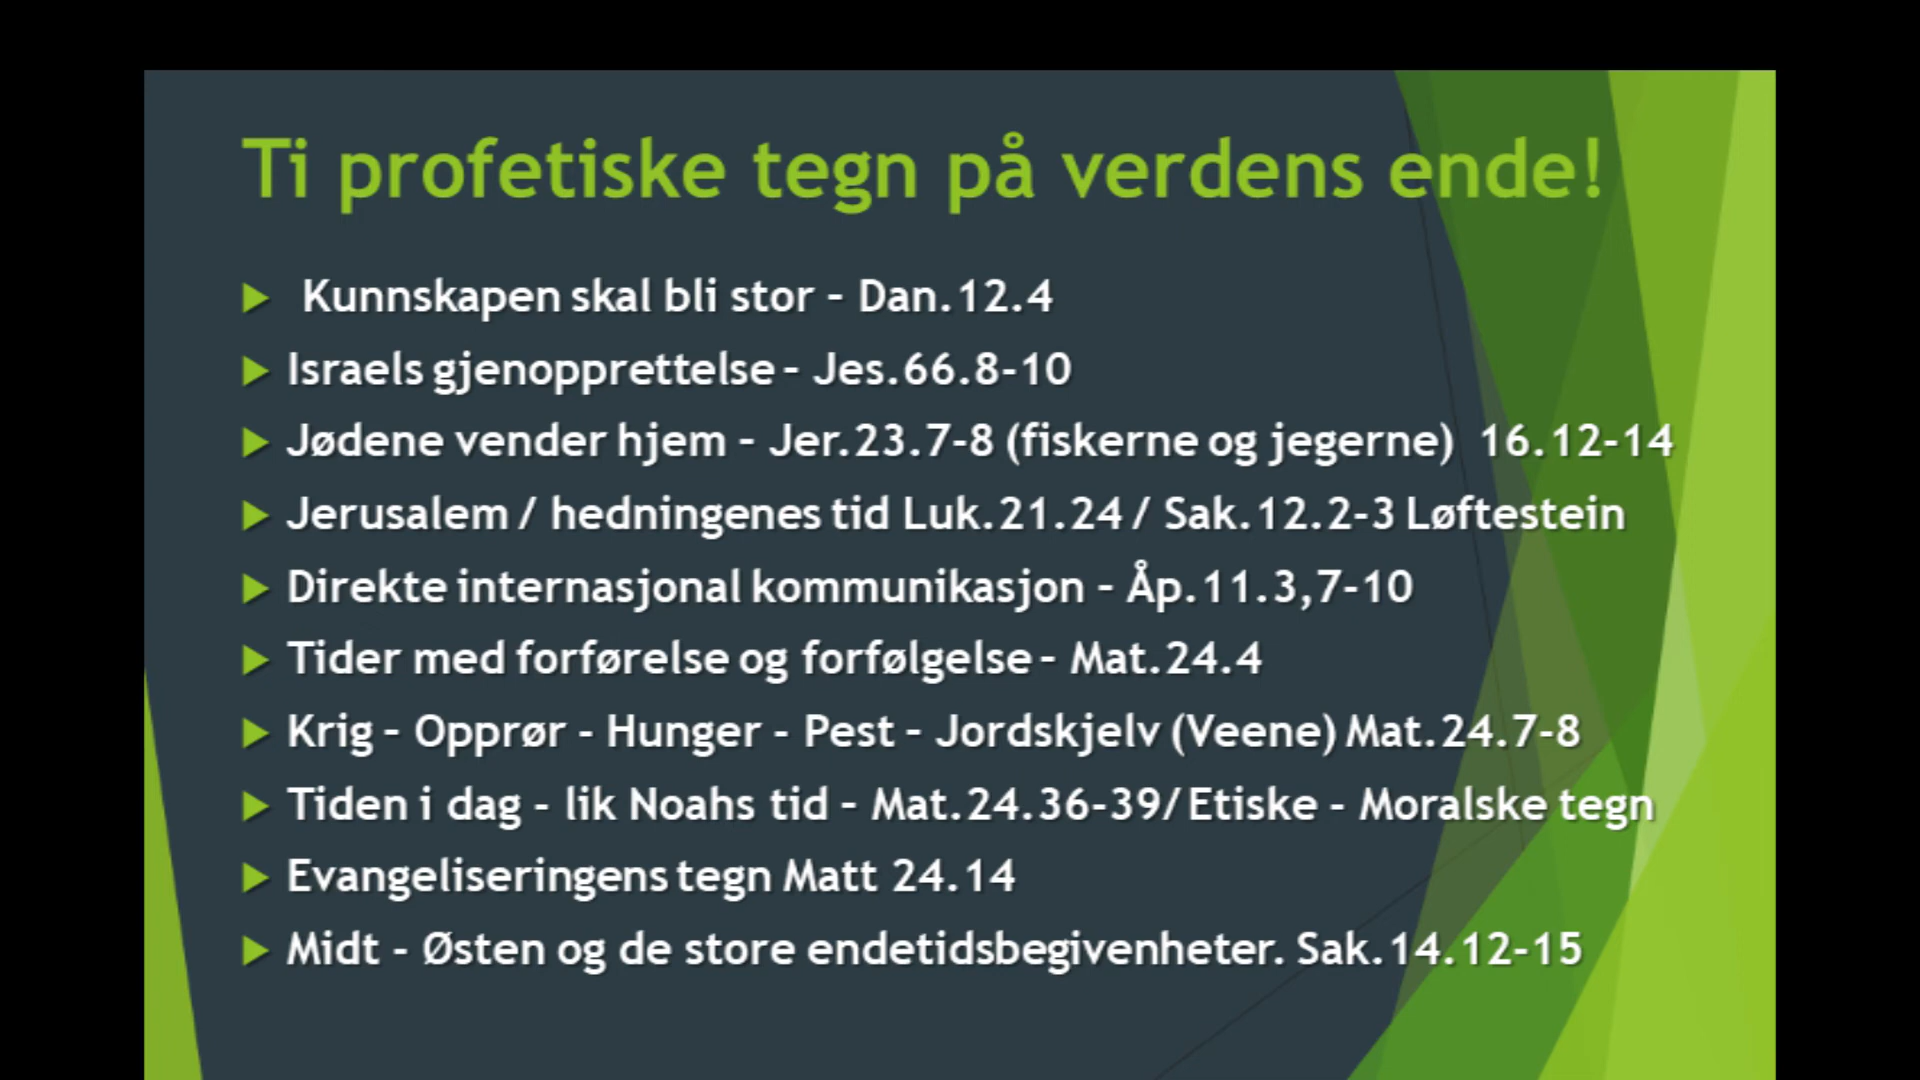 Ti profetiske tegn på verdens ende!
Kunnskapen skal bli stor – Dan.12.4
Israels gjenopprettelse – Jes.66.8-10
Jødene vender hjem – Jer.23.7-8 (fiskerne og jegerne) 16.12-14
Jerusalem / hedningenes tid Luk.21.24 / Sak.12.2-3 Løftestein
Direkte internasjonal kommunikasjon – Åp.11.3,7-10
Tider med forførelse og forfølgelse – Mat.24.4
Krig – Opprør - Hunger - Pest – Jordskjelv (Veene) Mat.24.7-8
Tiden i dag - lik Noahs tid – Mat.24.36-39/ Etiske - Moralske tegn
Evangeliseringens tegn Matt 24.14
Midt - Østen og de store endetidsbegivenheter. Sak.14.12-15